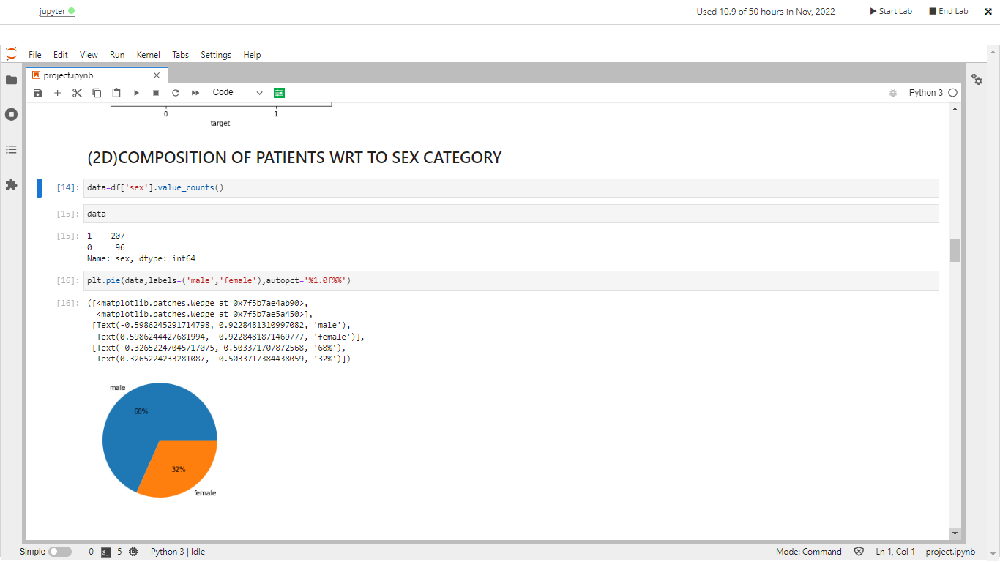 jupyter
Used 10.9 of 50 hours in Nov, 2022
Start Lab
End Lab
File Edit View Run Kernel Tabs Settings Help
project.ipynb
Code
Python 3
0 1
target
(2D)COMPOSITION OF PATIENTS WRT TO SEX CATEGORY
[14]: data=df['sex'].value_counts()
[15]: data
[15]: 1 207
0 96
Name: sex, dtype: int64
[16]: plt.pie(data,labels=('male','female'),autopct='%1.0f%%')
[16]: ([<matplotlib.patches.Wedge at 0x7f5b7ae4ab90>,
<matplotlib.patches.Wedge at 0x7f5b7ae5a450>],
[Text(-0.5986245291714798, 0.9228481310997082, 'male'),
Text(0.5986244427681994, -0.9228481871469777, 'female')],
[Text(-0.32652247045717075, 0.503371707872568, '68%'),
Text(0.3265224233281087, -0.5033717384438059, '32%')])
male
68%
32%
female
Simple 0 $_ 5 Python 3 | Idle Mode: Command Ln 1, Col 1 project.ipynb